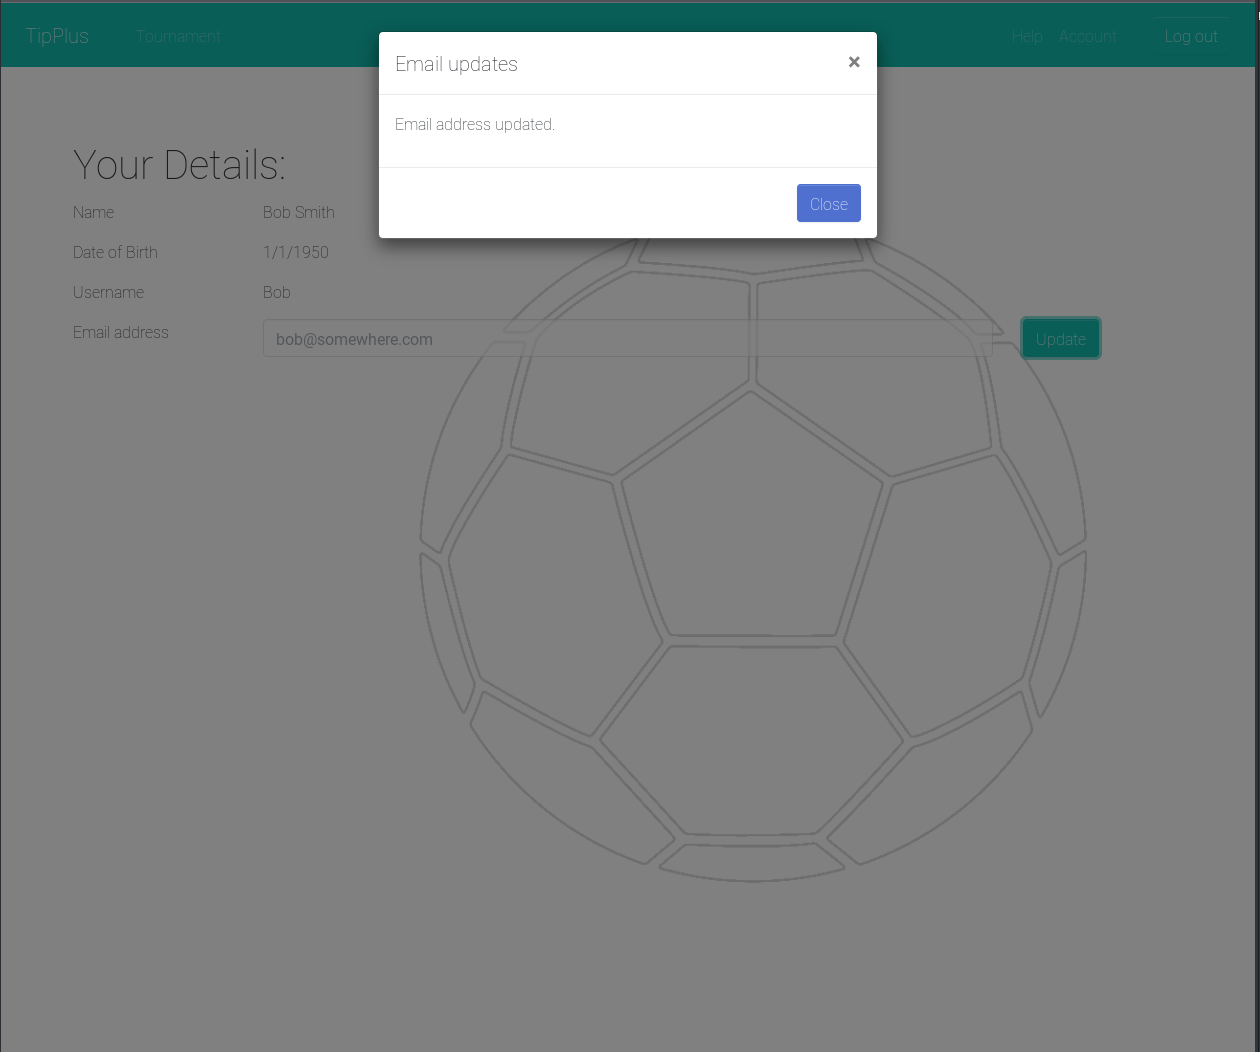 TipPlus Tournament Help Account Log out
Email updates ×
Email address updated.
Close
Your Details:
Name Bob Smith
Date of Birth 1/1/1950
Username Bob
Email address bob@somewhere.com Update